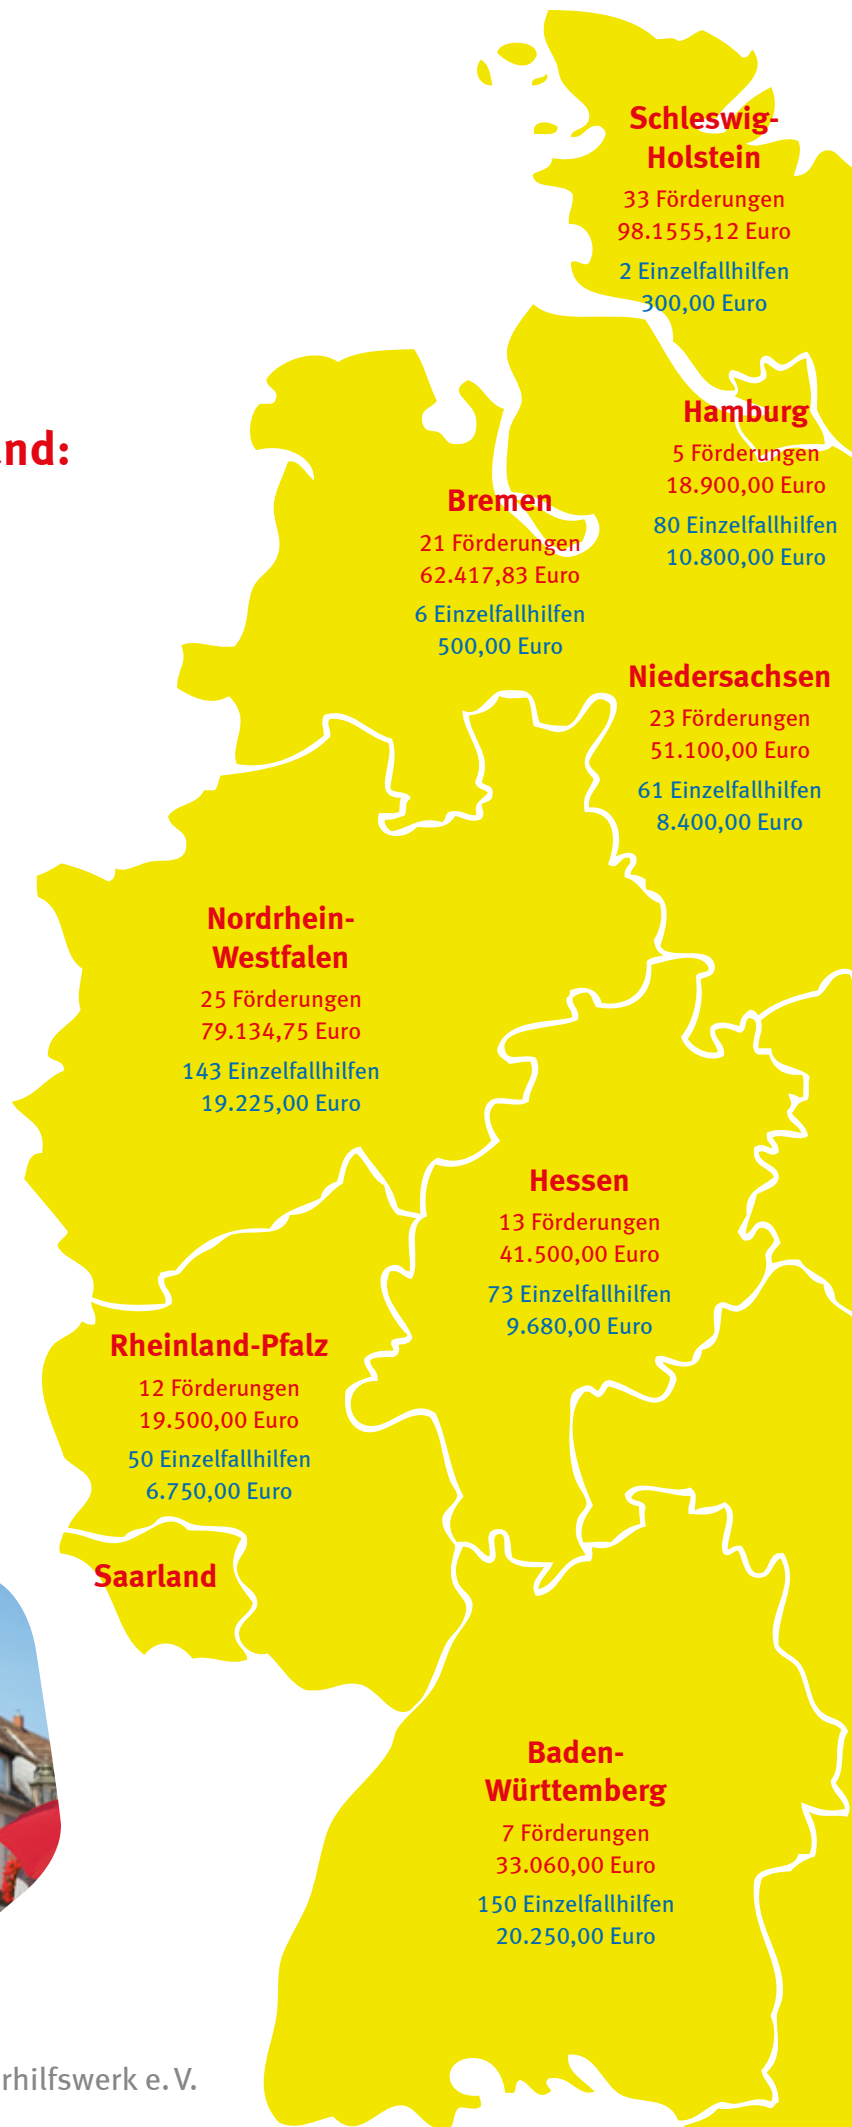 Schleswig-
Holstein
33 Förderungen
98.1555,12 Euro
2 Einzelfallhilfen
300,00 Euro
Hamburg
5 Förderungen
18.900,00 Euro
80 Einzelfallhilfen
10.800,00 Euro
nd:
Bremen
21 Förderungen
62.417,83 Euro
6 Einzelfallhilfen
500,00 Euro
Niedersachsen
23 Förderungen
51.100,00 Euro
61 Einzelfallhilfen
8.400,00 Euro
Nordrhein-
Westfalen
25 Förderungen
79.134,75 Euro
143 Einzelfallhilfen
19.225,00 Euro
Hessen
13 Förderungen
41.500,00 Euro
73 Einzelfallhilfen
9.680,00 Euro
Rheinland-Pfalz
12 Förderungen
19.500,00 Euro
50 Einzelfallhilfen
6.750,00 Euro
Saarland
Baden-
Württemberg
7 Förderungen
33.060,00 Euro
150 Einzelfallhilfen
20.250,00 Euro
rhilfswerk e. V.